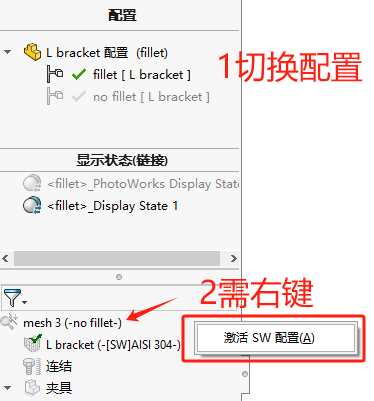 配置
L bracket 配置 (fillet)
fillet [ L bracket ]
no fillet [ L bracket ]
1切换配置
显示状态(链接)
<fillet>_PhotoWorks Display State
<fillet>_Display State 1
2需右键
mesh 3 (-no fillet-)
激活 SW 配置(A)
L bracket (-[SW]AISI 304-)
连结
夹具